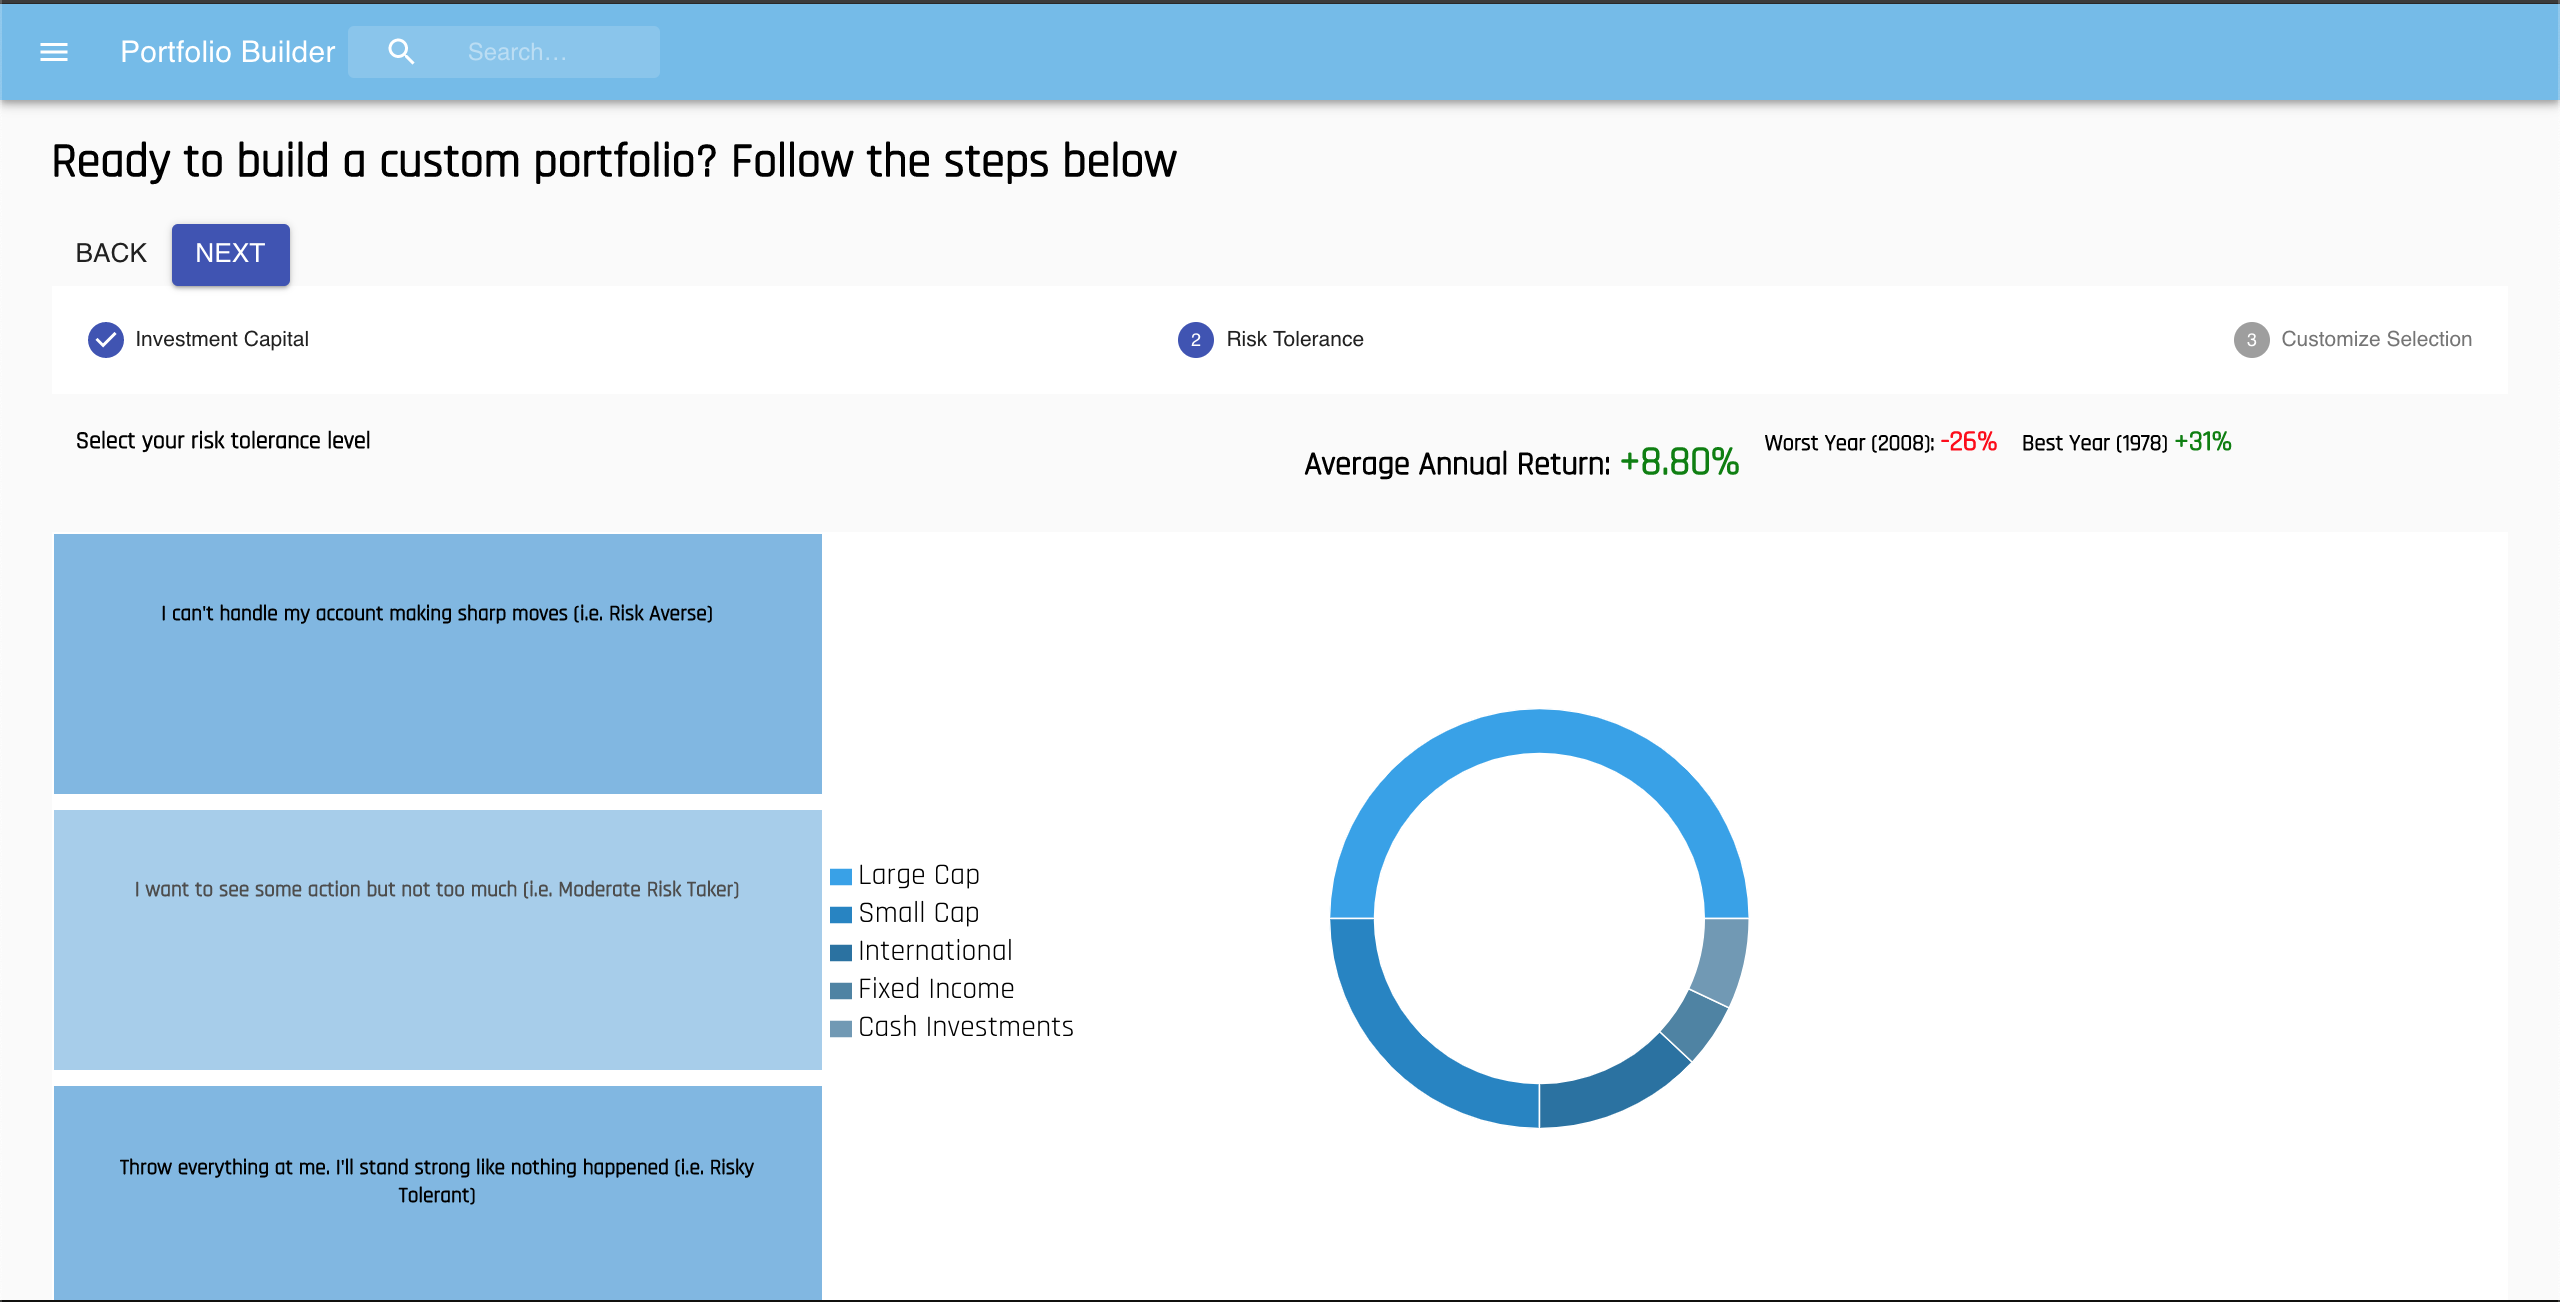 Portfolio Builder
Search…
Ready to build a custom portfolio? Follow the steps below
BACK
NEXT
Investment Capital
2 Risk Tolerance
3 Customize Selection
Select your risk tolerance level
Average Annual Return: +8.80%
Worst Year (2008): -26%
Best Year (1978) +31%
I can't handle my account making sharp moves (i.e. Risk Averse)
I want to see some action but not too much (i.e. Moderate Risk Taker)
Throw everything at me. I'll stand strong like nothing happened (i.e. Risky
Tolerant)
Large Cap
Small Cap
International
Fixed Income
Cash Investments